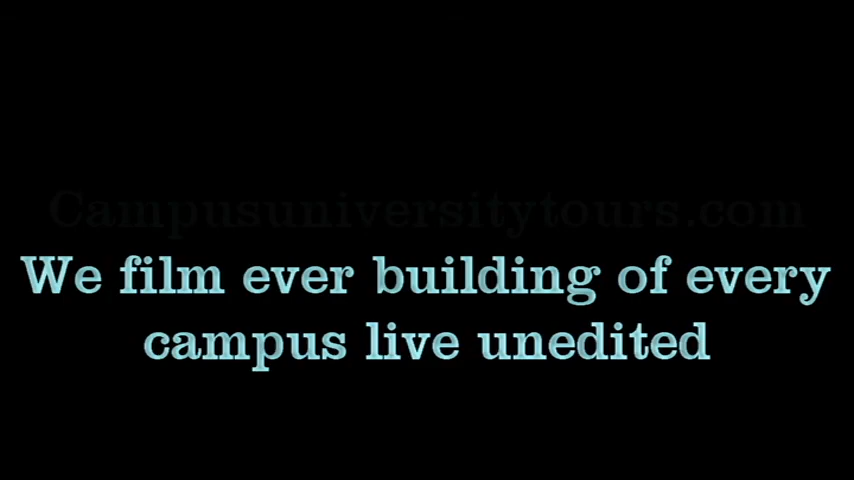 Campusuniversitytours.com
We film ever building of every
campus live unedited